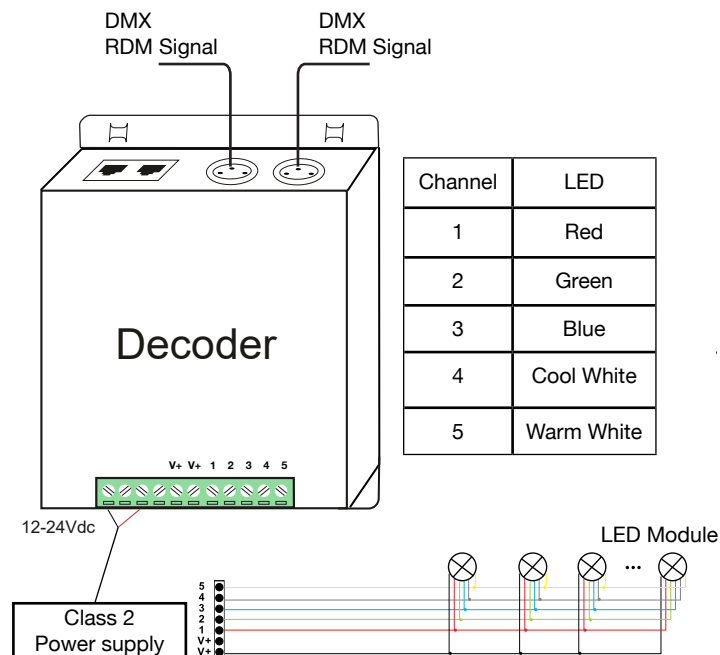 DMX
RDM Signal
DMX
RDM Signal
Channel LED
1 Red
2 Green
3 Blue
4 Cool White
5 Warm White
Decoder
V+ V+ 1 2 3 4 5
12-24Vdc
LED Module
...
5
4
3
2
1
V+
V+
Class 2
Power supply